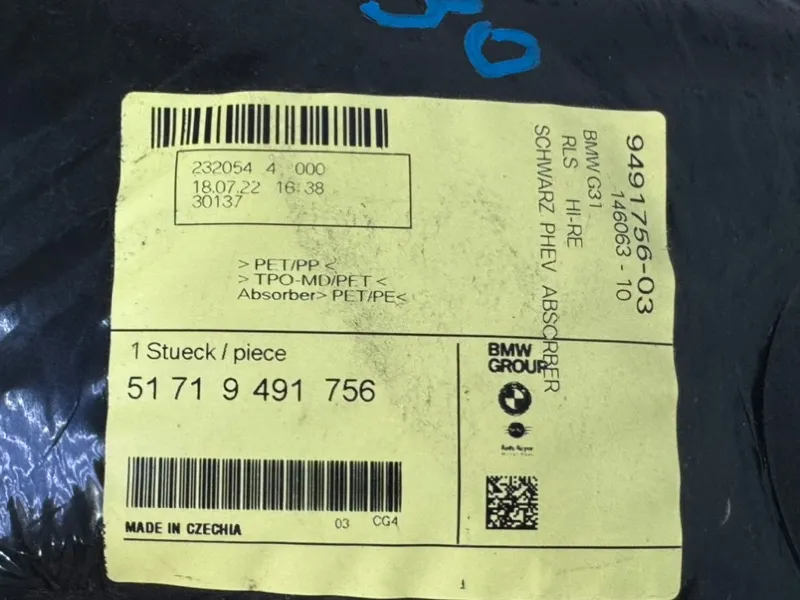 232054 4 000
18.07.22 16:38
30137
> PET/PP <
> TPO-MD/PET <
Absorber> PET/PE<
9491756-03
146063 - 10
BMW G31
RLS HI-RE
SCHWARZ PHEV ABSORBER
1 Stueck / piece
51 71 9 491 756
BMW
GROUP
MADE IN CZECHIA
03 CG4